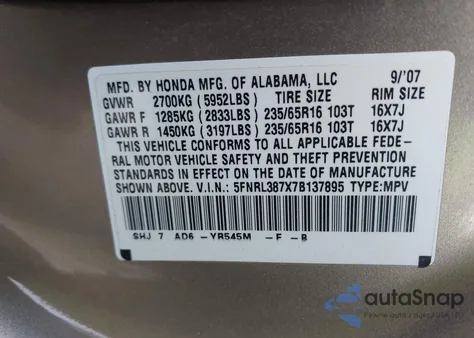 MFD. BY HONDA MFG. OF ALABAMA, LLC 9/'07
GVWR 2700KG (5952LBS) TIRE SIZE RIM SIZE
GAWR F 1285KG (2833LBS) 235/65R16 103T 16X7J
GAWR R 1450KG (3197LBS) 235/65R16 103T 16X7J
THIS VEHICLE CONFORMS TO ALL APPLICABLE FEDE-
RAL MOTOR VEHICLE SAFETY AND THEFT PREVENTION
STANDARDS IN EFFECT ON THE DATE OF MANUFACTURE
SHOWN ABOVE. V.I.N.: 5FNRL387X7B137895 TYPE:MPV
SHJ 7 AD6 -YR545M -F -B
autoSnap